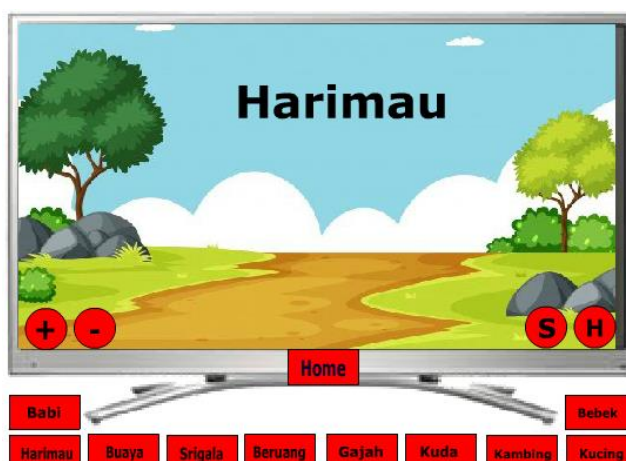 Harimau
+ - S H
Home
Babi Bebek
Harimau Buaya Srigala Beruang Gajah Kuda Kambing Kucing